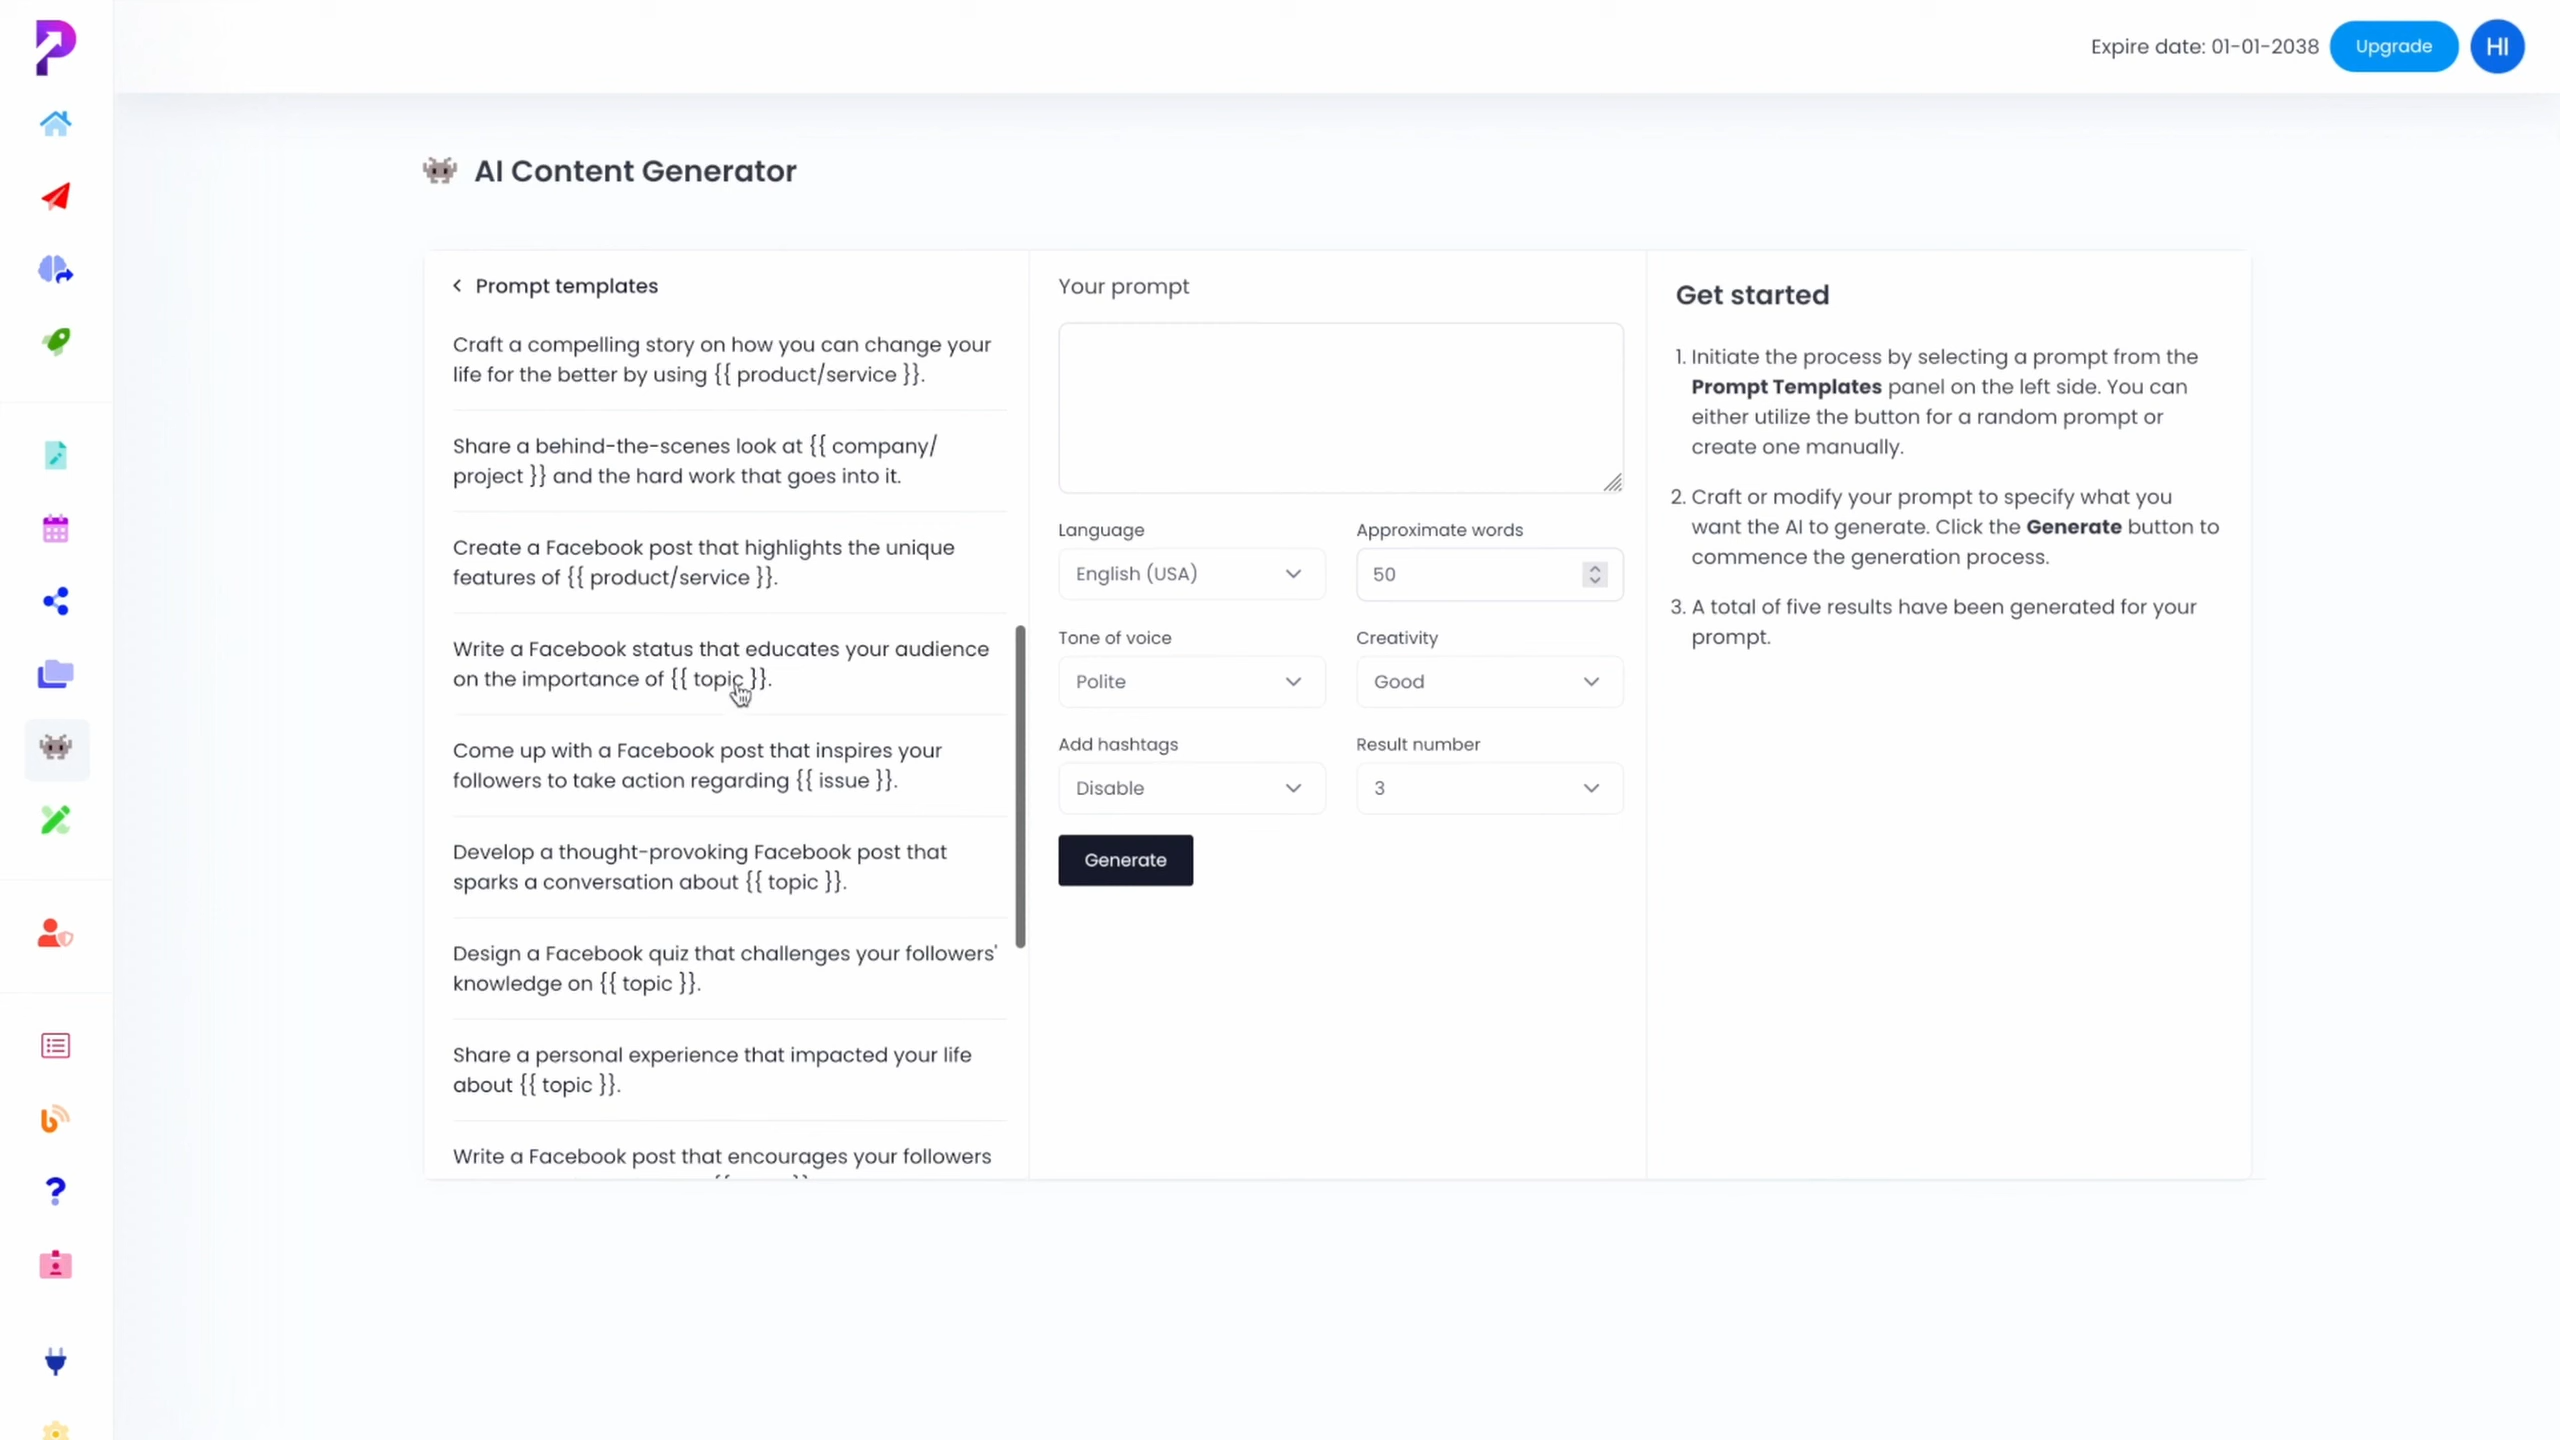 Expire date: 01-01-2038
Upgrade
HI
AI Content Generator
Prompt templates
Craft a compelling story on how you can change your
life for the better by using {{ product/service }}.
Share a behind-the-scenes look at {{ company/
project }} and the hard work that goes into it.
Create a Facebook post that highlights the unique
features of {{ product/service }}.
Write a Facebook status that educates your audience
on the importance of {{ topic }}.
Come up with a Facebook post that inspires your
followers to take action regarding {{ issue }}.
Develop a thought-provoking Facebook post that
sparks a conversation about {{ topic }}.
Design a Facebook quiz that challenges your followers'
knowledge on {{ topic }}.
Share a personal experience that impacted your life
about {{ topic }}.
Write a Facebook post that encourages your followers
Your prompt
Language
Approximate words
English (USA)
50
Tone of voice
Creativity
Polite
Good
Add hashtags
Result number
Disable
3
Generate
Get started
1. Initiate the process by selecting a prompt from the
Prompt Templates panel on the left side. You can
either utilize the button for a random prompt or
create one manually.
2. Craft or modify your prompt to specify what you
want the AI to generate. Click the Generate button to
commence the generation process.
3. A total of five results have been generated for your
prompt.